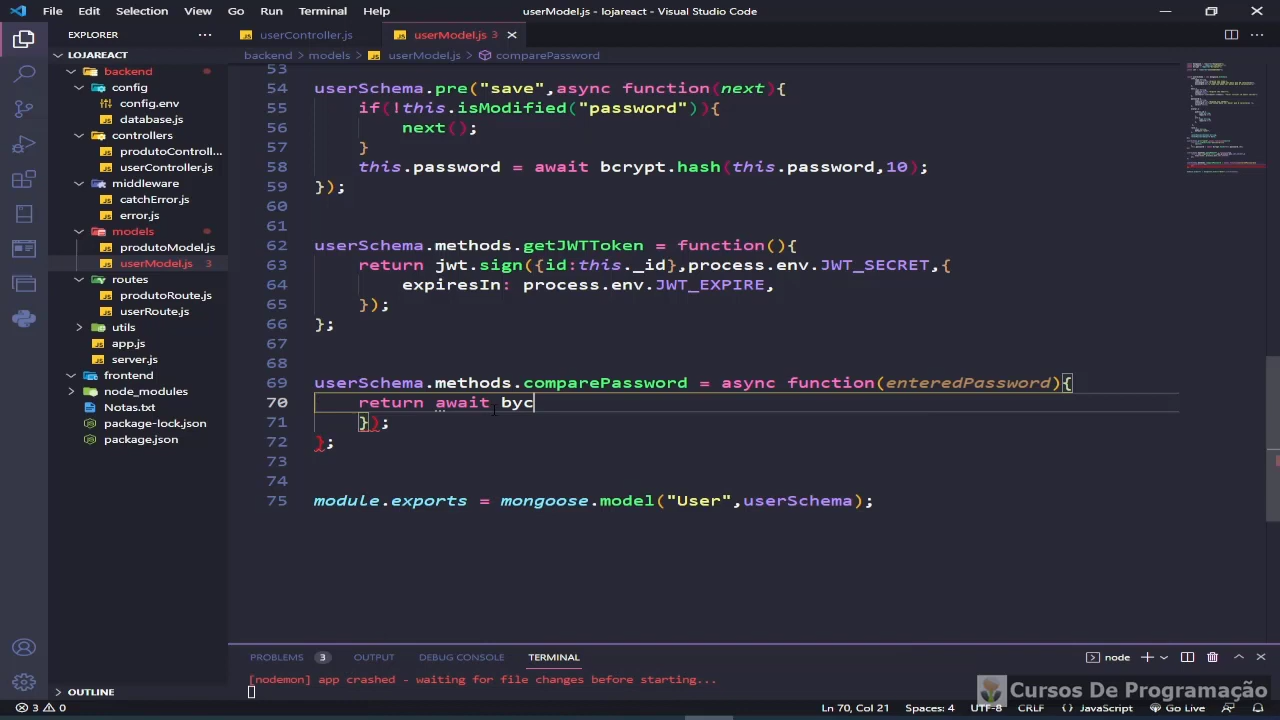 File Edit Selection View Go Run Terminal Help
userModel.js - lojareact - Visual Studio Code
EXPLORER
userController.js
userModel.js 3
LOJAREACT
backend > models > userModel.js > comparePassword
backend
config
config.env
database.js
controllers
produtoControll...
userController.js
middleware
catchError.js
error.js
models
produtoModel.js
userModel.js 3
routes
produtoRoute.js
userRoute.js
utils
app.js
server.js
frontend
node_modules
Notas.txt
package-lock.json
package.json
OUTLINE
53
54 userSchema.pre("save",async function(next){
55 if(!this.isModified("password")){
56 next();
57 }
58 this.password = await bcrypt.hash(this.password,10);
59 });
60
61
62 userSchema.methods.getJWTToken = function(){
63 return jwt.sign({id:this._id},process.env.JWT_SECRET,{
64 expiresIn: process.env.JWT_EXPIRE,
65 });
66 };
67
68
69 userSchema.methods.comparePassword = async function(enteredPassword){
70 return await byc
71 });
72 };
73
74
75 module.exports = mongoose.model("User",userSchema);
PROBLEMS 3 OUTPUT DEBUG CONSOLE TERMINAL
node
[nodemon] app crashed - waiting for file changes before starting...
Cursos De Programação
3 0
Ln 70, Col 21 Spaces: 4 UTF-8 CRLF JavaScript Go Live